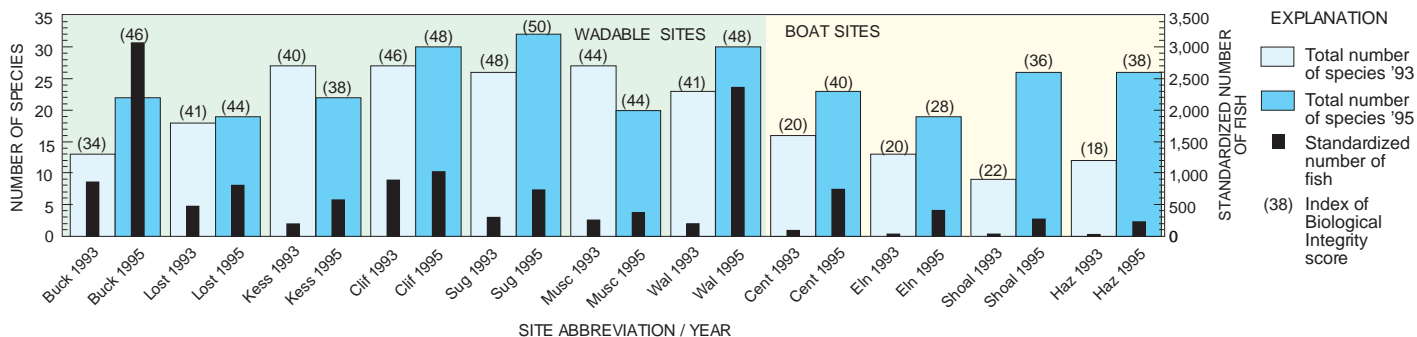 NUMBER OF SPECIES
35
30
25
20
15
10
5
0
WADABLE SITES
BOAT SITES
(34)
(46)
(41)
(44)
(40)
(38)
(46)
(48)
(48)
(50)
(44)
(44)
(41)
(48)
(20)
(40)
(20)
(28)
(22)
(36)
(18)
(38)
3,500
3,000
2,500
2,000
1,500
1,000
500
0
STANDARDIZED NUMBER
OF FISH
Buck 1993
Buck 1995
Lost 1993
Lost 1995
Kess 1993
Kess 1995
Clif 1993
Clif 1995
Sug 1993
Sug 1995
Musc 1993
Musc 1995
Wal 1993
Wal 1995
Cent 1993
Cent 1995
Eln 1993
Eln 1995
Shoal 1993
Shoal 1995
Haz 1993
Haz 1995
SITE ABBREVIATION / YEAR
EXPLANATION
Total number
of species '93
Total number
of species '95
Standardized
number of
fish
(38) Index of
Biological
Integrity
score